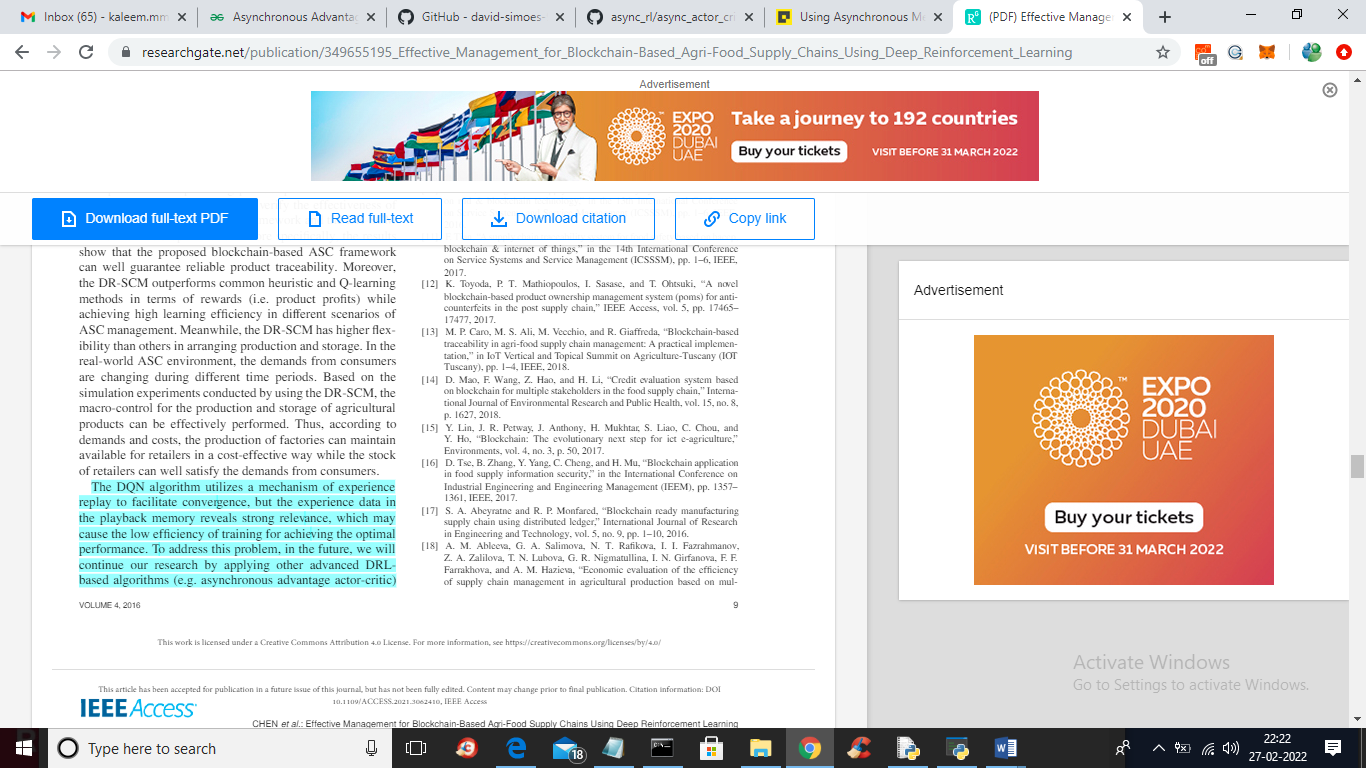 Inbox (65) - kaleem.mm
Asynchronous Advanta
GitHub - david-simoes-
async_rl/async_actor_cri
Using Asynchronous M
(PDF) Effective Manage
researchgate.net/publication/349655195_Effective_Management_for_Blockchain-Based_Agri-Food_Supply_Chains_Using_Deep_Reinforcement_Learning
off
Advertisement
EXPO
2020
DUBAI
UAE
Take a journey to 192 countries
Buy your tickets
VISIT BEFORE 31 MARCH 2022
Download full-text PDF
Read full-text
Download citation
Copy link
show that the proposed blockchain-based ASC framework
can well guarantee reliable product traceability. Moreover,
the DR-SCM outperforms common heuristic and Q-learning
methods in terms of rewards (i.e. product profits) while
achieving high learning efficiency in different scenarios of
ASC management. Meanwhile, the DR-SCM has higher flex-
ibility than others in arranging production and storage. In the
real-world ASC environment, the demands from consumers
are changing during different time periods. Based on the
simulation experiments conducted by using the DR-SCM, the
macro-control for the production and storage of agricultural
products can be effectively performed. Thus, according to
demands and costs, the production of factories can maintain
available for retailers in a cost-effective way while the stock
of retailers can well satisfy the demands from consumers.
The DQN algorithm utilizes a mechanism of experience
replay to facilitate convergence, but the experience data in
the playback memory reveals strong relevance, which may
cause the low efficiency of training for achieving the optimal
performance. To address this problem, in the future, we will
continue our research by applying other advanced DRL-
based algorithms (e.g. asynchronous advantage actor-critic)
blockchain & internet of things,” in the 14th International Conference
on Service Systems and Service Management (ICSSSM), pp. 1–6, IEEE,
2017.
[12] K. Toyoda, P. T. Mathiopoulos, I. Sasase, and T. Ohtsuki, “A novel
blockchain-based product ownership management system (poms) for anti-
counterfeits in the post supply chain,” IEEE Access, vol. 5, pp. 17465–
17477, 2017.
[13] M. P. Caro, M. S. Ali, M. Vecchio, and R. Giaffreda, “Blockchain-based
traceability in agri-food supply chain management: A practical implemen-
tation,” in IoT Vertical and Topical Summit on Agriculture-Tuscany (IOT
Tuscany), pp. 1–4, IEEE, 2018.
[14] D. Mao, F. Wang, Z. Hao, and H. Li, “Credit evaluation system based
on blockchain for multiple stakeholders in the food supply chain,” Interna-
tional Journal of Environmental Research and Public Health, vol. 15, no. 8,
p. 1627, 2018.
[15] Y. Lin, J. R. Petway, J. Anthony, H. Mukhtar, S. Liao, C. Chou, and
Y. Ho, “Blockchain: The evolutionary next step for ict e-agriculture,”
Environments, vol. 4, no. 3, p. 50, 2017.
[16] D. Tse, B. Zhang, Y. Yang, C. Cheng, and H. Mu, “Blockchain application
in food supply information security,” in the International Conference on
Industrial Engineering and Engineering Management (IEEM), pp. 1357–
1361, IEEE, 2017.
[17] S. A. Abeyratne and R. P. Monfared, “Blockchain ready manufacturing
supply chain using distributed ledger,” International Journal of Research
in Engineering and Technology, vol. 5, no. 9, pp. 1–10, 2016.
[18] A. M. Ableeva, G. A. Salimova, N. T. Rafikova, I. I. Fazrahmanov,
Z. A. Zalilova, T. N. Lubova, G. R. Nigmatullina, I. N. Girfanova, F. F.
Farrakhova, and A. M. Hazieva, “Economic evaluation of the efficiency
of supply chain management in agricultural production based on mul-
VOLUME 4, 2016
9
This work is licensed under a Creative Commons Attribution 4.0 License. For more information, see https://creativecommons.org/licenses/by/4.0/
This article has been accepted for publication in a future issue of this journal, but has not been fully edited. Content may change prior to final publication. Citation information: DOI
10.1109/ACCESS.2021.3062410, IEEE Access
IEEE Access
CHEN et al.: Effective Management for Blockchain-Based Agri-Food Supply Chains Using Deep Reinforcement Learning
Advertisement
EXPO
2020
DUBAI
UAE
Buy your tickets
VISIT BEFORE 31 MARCH 2022
Activate Windows
Go to Settings to activate Windows.
Type here to search
18
22:22
27-02-2022